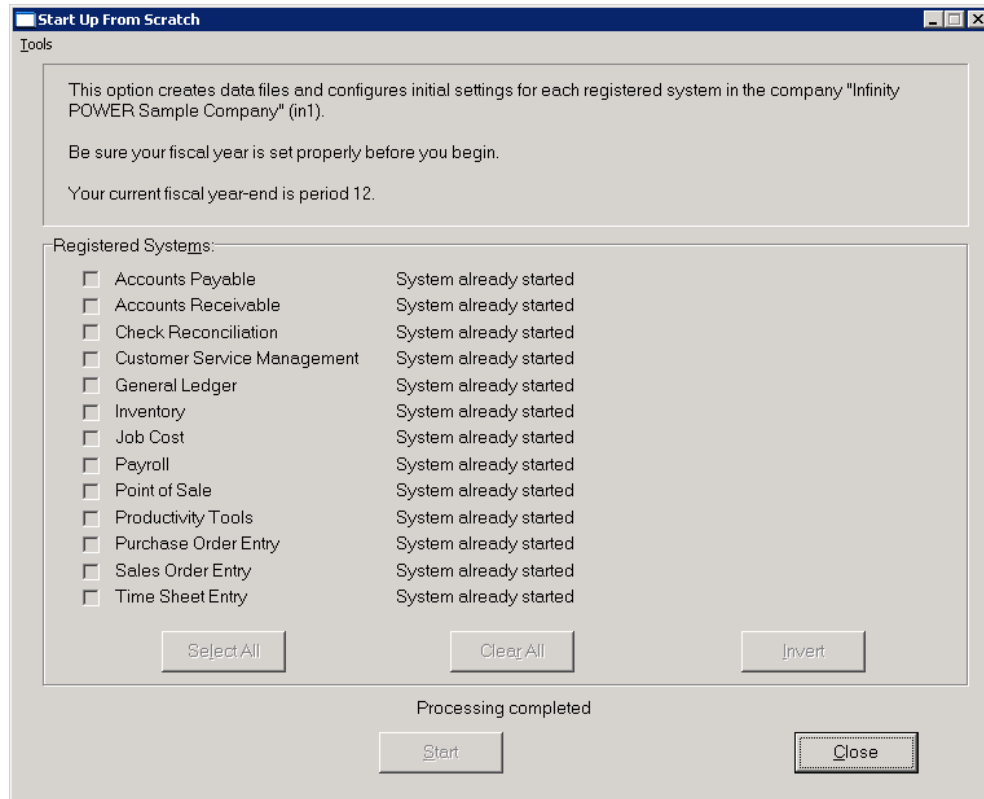 Start Up From Scratch
Tools
This option creates data files and configures initial settings for each registered system in the company "Infinity
POWER Sample Company" (in1).
Be sure your fiscal year is set properly before you begin.
Your current fiscal year-end is period 12.
Registered Systems:
Accounts Payable System already started
Accounts Receivable System already started
Check Reconciliation System already started
Customer Service Management System already started
General Ledger System already started
Inventory System already started
Job Cost System already started
Payroll System already started
Point of Sale System already started
Productivity Tools System already started
Purchase Order Entry System already started
Sales Order Entry System already started
Time Sheet Entry System already started
Select All Clear All Invert
Processing completed
Start Close